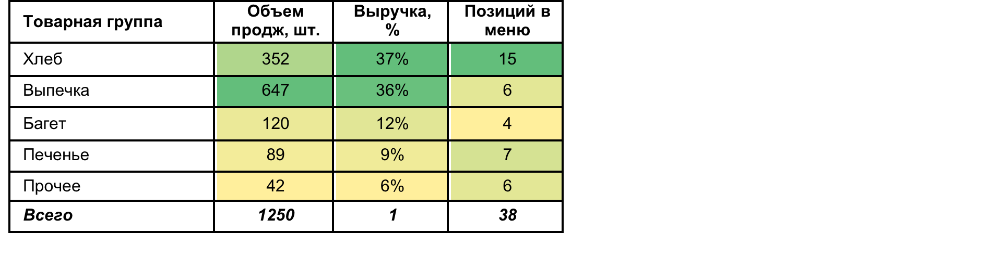 Товарная группа
Объем
продж, шт.
Выручка,
%
Позиций в
меню
Хлеб 352 37% 15
Выпечка 647 36% 6
Багет 120 12% 4
Печенье 89 9% 7
Прочее 42 6% 6
Всего 1250 1 38